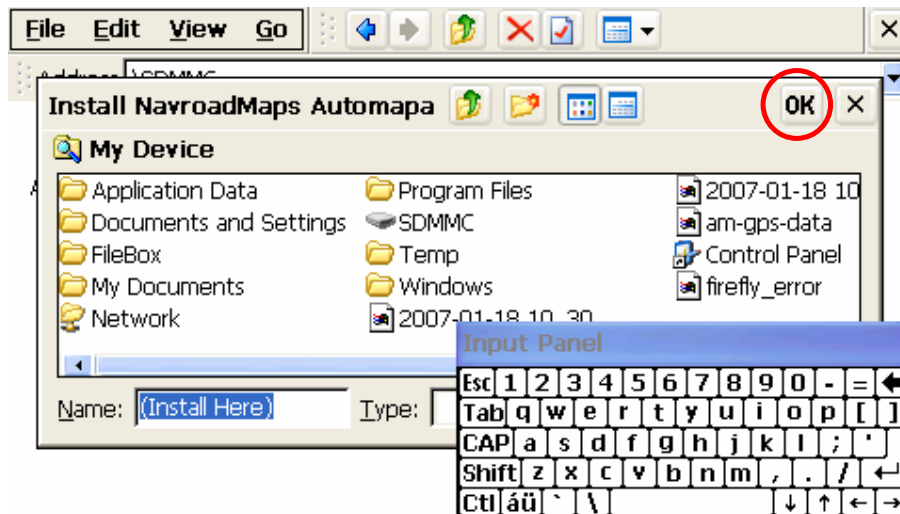 File Edit View Go
\SDMMC
Install NavroadMaps Automapa OK
My Device
Application Data Program Files 2007-01-18 10
Documents and Settings SDMMC am-gps-data
FileBox Temp Control Panel
My Documents Windows firefly_error
Network 2007-01-18 10_30
Input Panel
Name: (Install Here) Type:
Esc 1 2 3 4 5 6 7 8 9 0 - =
Tab q w e r t y u i o p [ ]
CAP a s d f g h j k l ; '
Shift z x c v b n m , . /
Ctl áü ` \ ↓ ↑ ← →